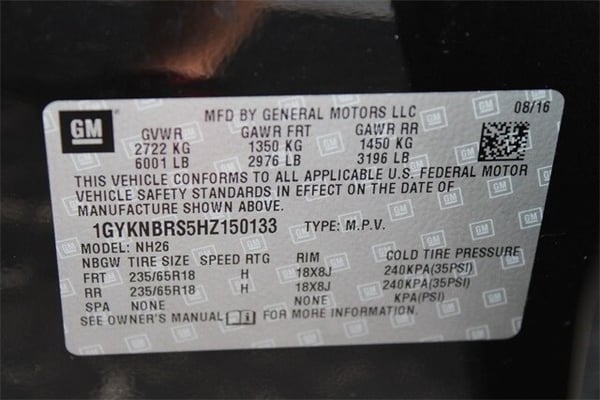 GM MFD BY GENERAL MOTORS LLC 08/16
GVWR GAWR FRT GAWR RR
2722 KG 1350 KG 1450 KG
6001 LB 2976 LB 3196 LB
THIS VEHICLE CONFORMS TO ALL APPLICABLE U.S. FEDERAL MOTOR
VEHICLE SAFETY STANDARDS IN EFFECT ON THE DATE OF
MANUFACTURE SHOWN ABOVE.
1GYKNBRS5HZ150133 TYPE: M.P.V.
MODEL: NH26
NBGW TIRE SIZE SPEED RTG RIM COLD TIRE PRESSURE
FRT 235/65R18 H 18X8J 240KPA(35PSI)
RR 235/65R18 H 18X8J 240KPA(35PSI)
SPA NONE NONE KPA(PSI)
SEE OWNER'S MANUAL FOR MORE INFORMATION.